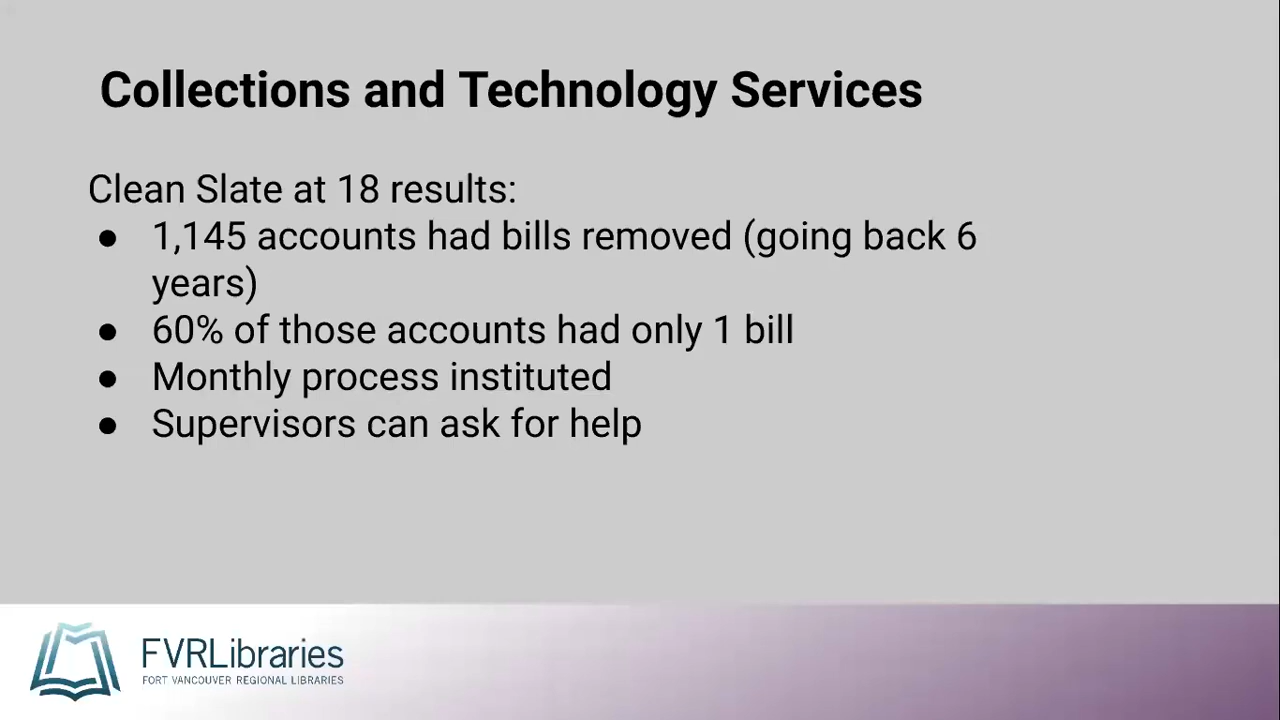 Collections and Technology Services
Clean Slate at 18 results:
● 1,145 accounts had bills removed (going back 6
years)
● 60% of those accounts had only 1 bill
● Monthly process instituted
● Supervisors can ask for help
FVRLibraries
FORT VANCOUVER REGIONAL LIBRARIES